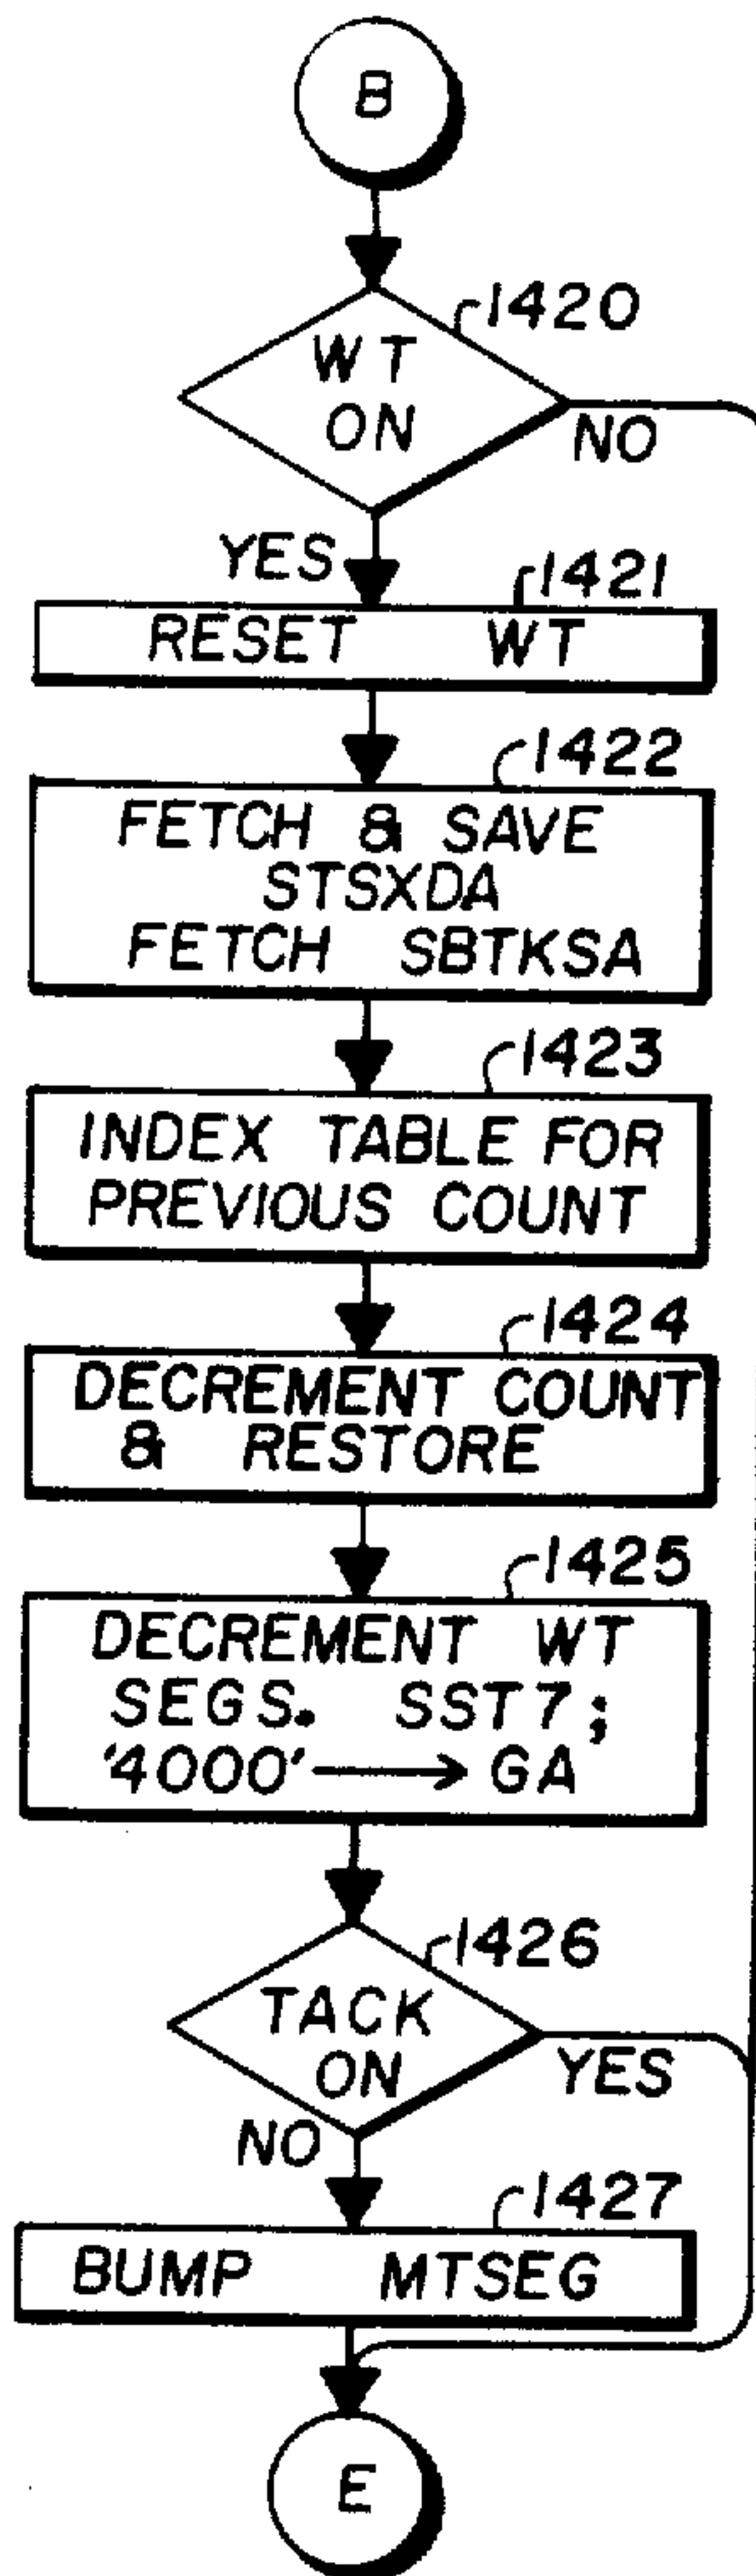 B
1420
WT
ON
NO
YES
1421
RESET WT
1422
FETCH & SAVE
STSXDA
FETCH SBTKSA
1423
INDEX TABLE FOR
PREVIOUS COUNT
1424
DECREMENT COUNT
& RESTORE
1425
DECREMENT WT
SEGS. SST7;
'4000' → GA
1426
TACK
ON
YES
NO
1427
BUMP MTSEG
E